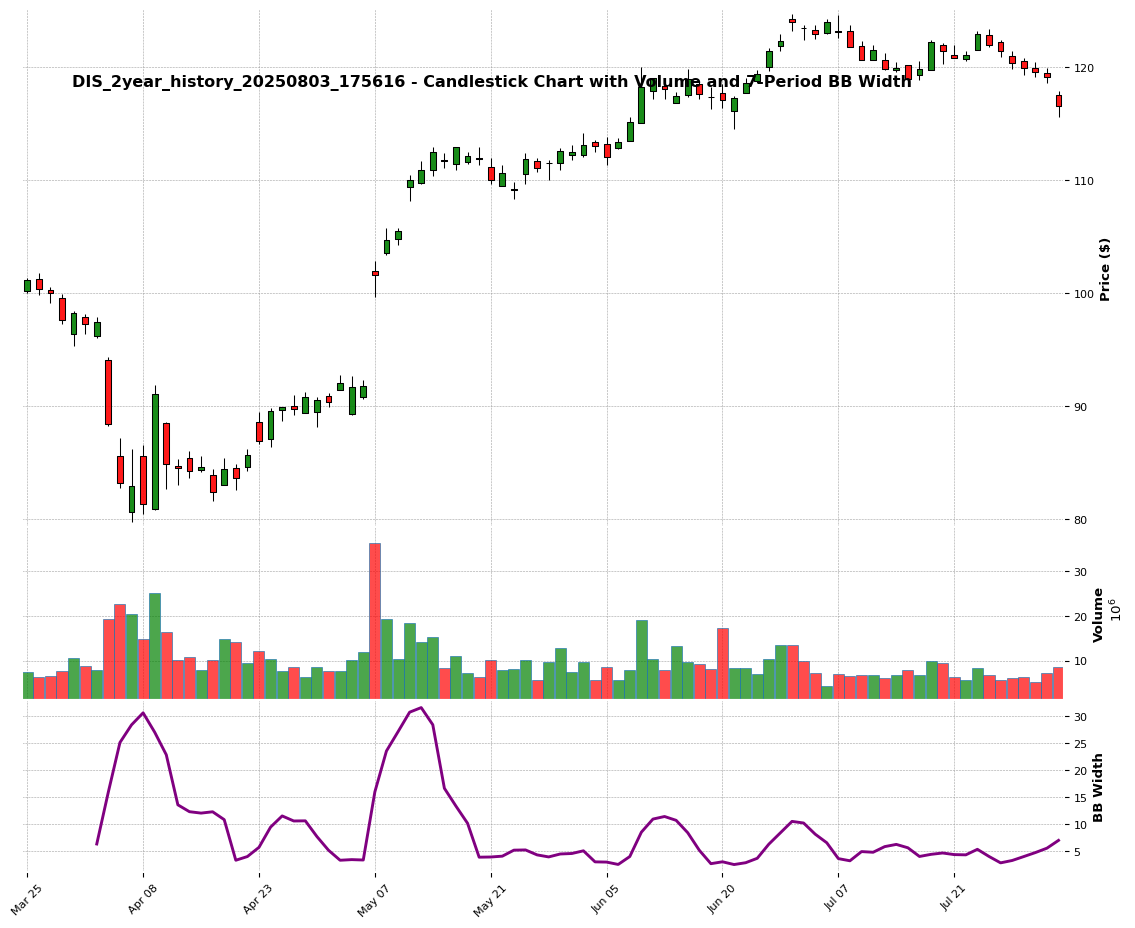 DIS_2year_history_20250803_175616 - Candlestick Chart with Volume and 7-Period BB Width
120
110
100
90
80
Price ($)
30
20
10
Volume
10^6
30
25
20
15
10
5
BB Width
Mar 25
Apr 08
Apr 23
May 07
May 21
Jun 05
Jun 20
Jul 07
Jul 21